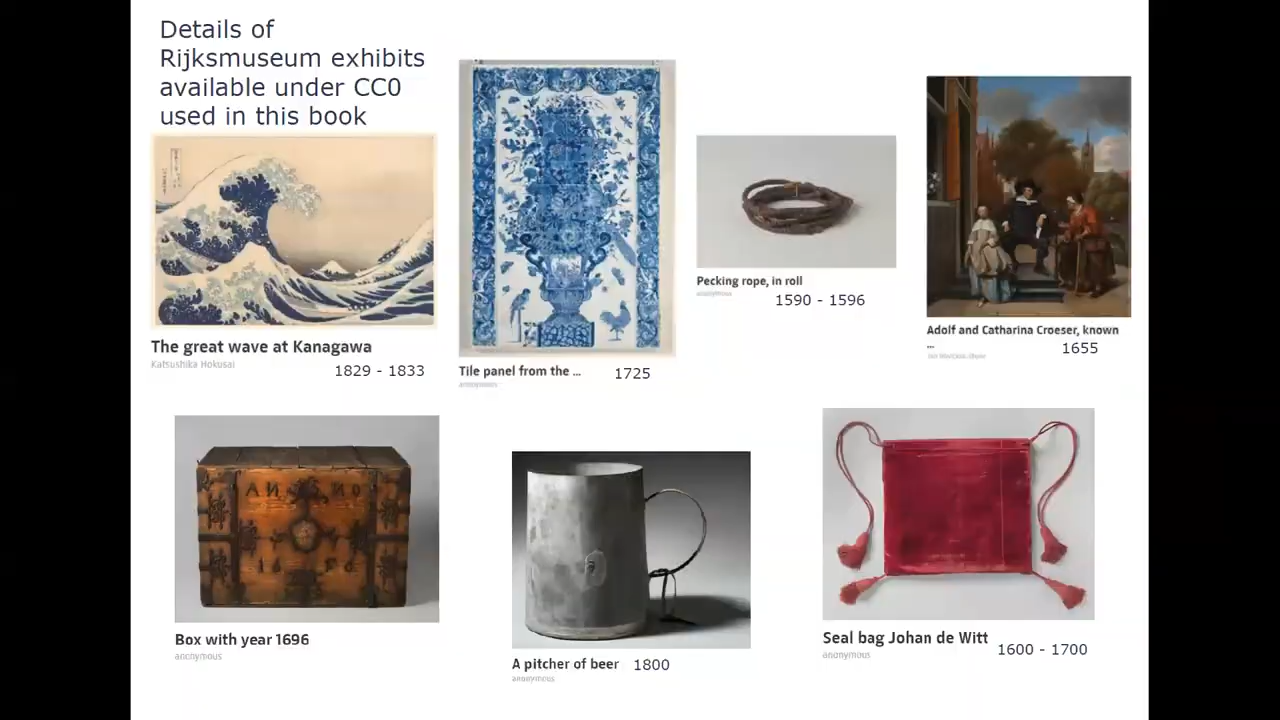 Details of
Rijksmuseum exhibits
available under CC0
used in this book
The great wave at Kanagawa
Katsushika Hokusai
1829 - 1833
Tile panel from the ...
anonymous
1725
Pecking rope, in roll
anonymous
1590 - 1596
Adolf and Catharina Croeser, known
...
1655
ANNO
Box with year 1696
anonymous
A pitcher of beer
1800
anonymous
Seal bag Johan de Witt
anonymous
1600 - 1700